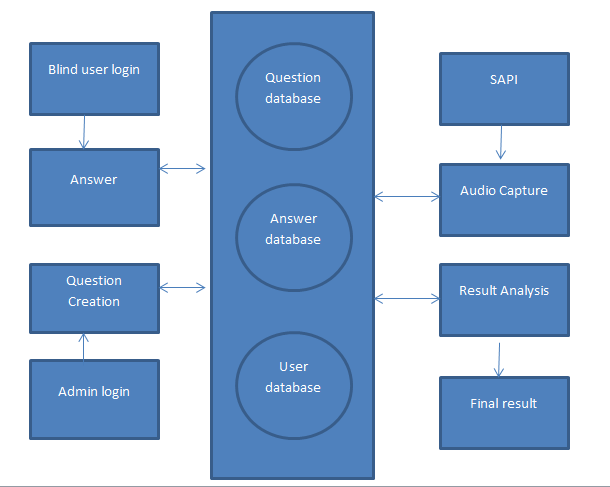 Blind user login
Answer
Question
Creation
Admin login
Question
database
Answer
database
User
database
SAPI
Audio Capture
Result Analysis
Final result